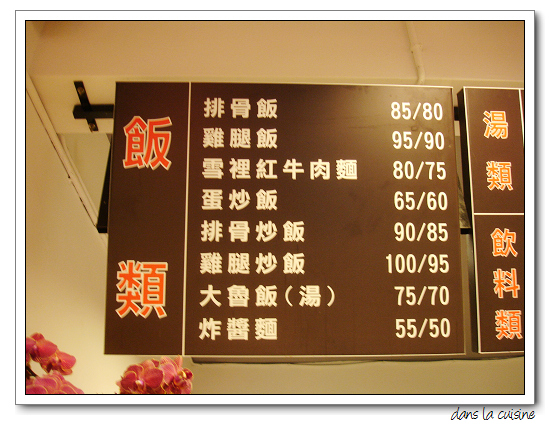 飯類
排骨飯 85/80
雞腿飯 95/90
雪裡紅牛肉麵 80/75
蛋炒飯 65/60
排骨炒飯 90/85
雞腿炒飯 100/95
大魯飯(湯) 75/70
炸醬麵 55/50
湯類
飲料類
dans la cuisine